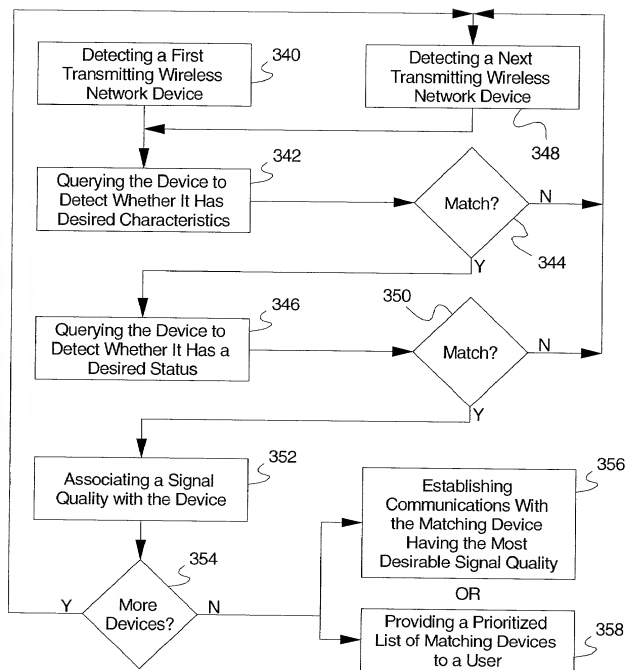 Detecting a First
Transmitting Wireless
Network Device
340
Detecting a Next
Transmitting Wireless
Network Device
348
342
Querying the Device to
Detect Whether It Has
Desired Characteristics
Match?
N
344
Y
346
350
Querying the Device to
Detect Whether It Has a
Desired Status
Match?
N
Y
352
Associating a Signal
Quality with the Device
356
Establishing
Communications With
the Matching Device
Having the Most
Desirable Signal Quality
354
More
Devices?
Y
N
OR
358
Providing a Prioritized
List of Matching Devices
to a User